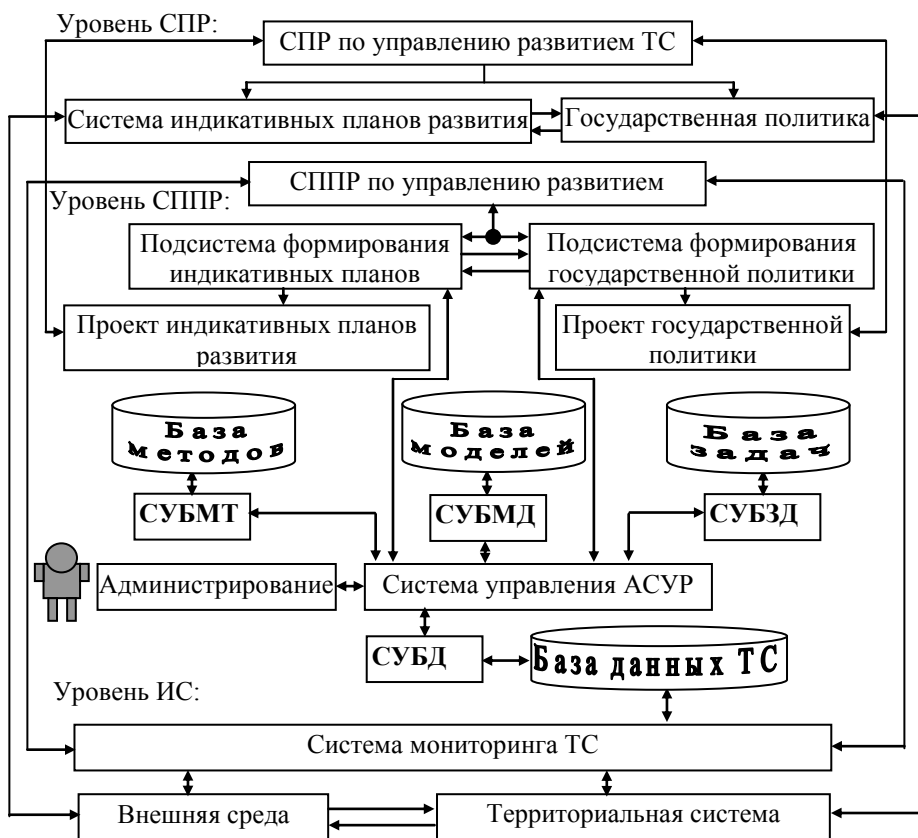 Уровень СПР:
СПР по управлению развитием ТС
Система индикативных планов развития
Государственная политика
СППР по управлению развитием
Уровень СППР:
Подсистема формирования
индикативных планов
Подсистема формирования
государственной политики
Проект индикативных планов
развития
Проект государственной
политики
База
методов
База
моделей
База
задач
СУБМТ
СУБМД
СУБЗД
Администрирование
Система управления АСУР
СУБД
База данных ТС
Уровень ИС:
Система мониторинга ТС
Внешняя среда
Территориальная система